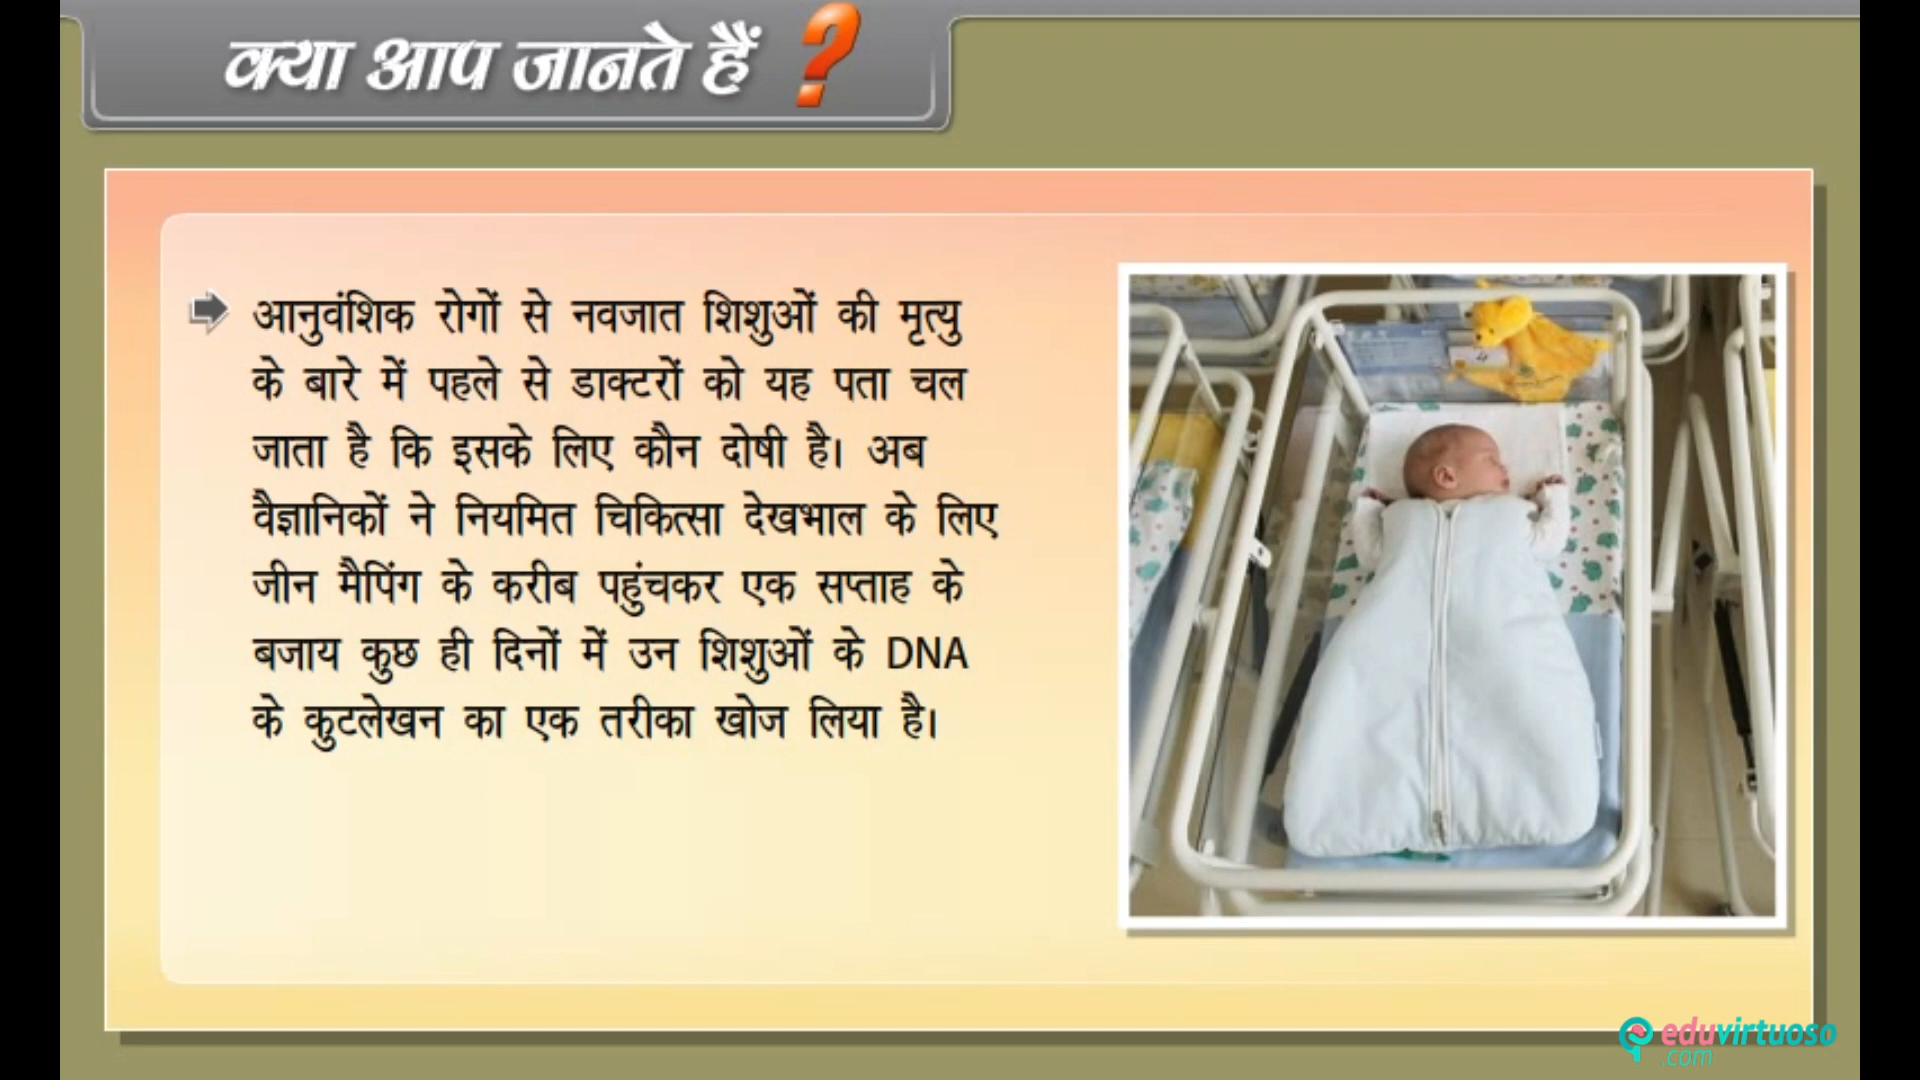 क्या आप जानते हैं ?
आनुवंशिक रोगों से नवजात शिशुओं की मृत्यु
के बारे में पहले से डाक्टरों को यह पता चल
जाता है कि इसके लिए कौन दोषी है। अब
वैज्ञानिकों ने नियमित चिकित्सा देखभाल के लिए
जीन मैपिंग के करीब पहुंचकर एक सप्ताह के
बजाय कुछ ही दिनों में उन शिशुओं के DNA
के कुटलेखन का एक तरीका खोज लिया है।
eduvirtuoso
.com